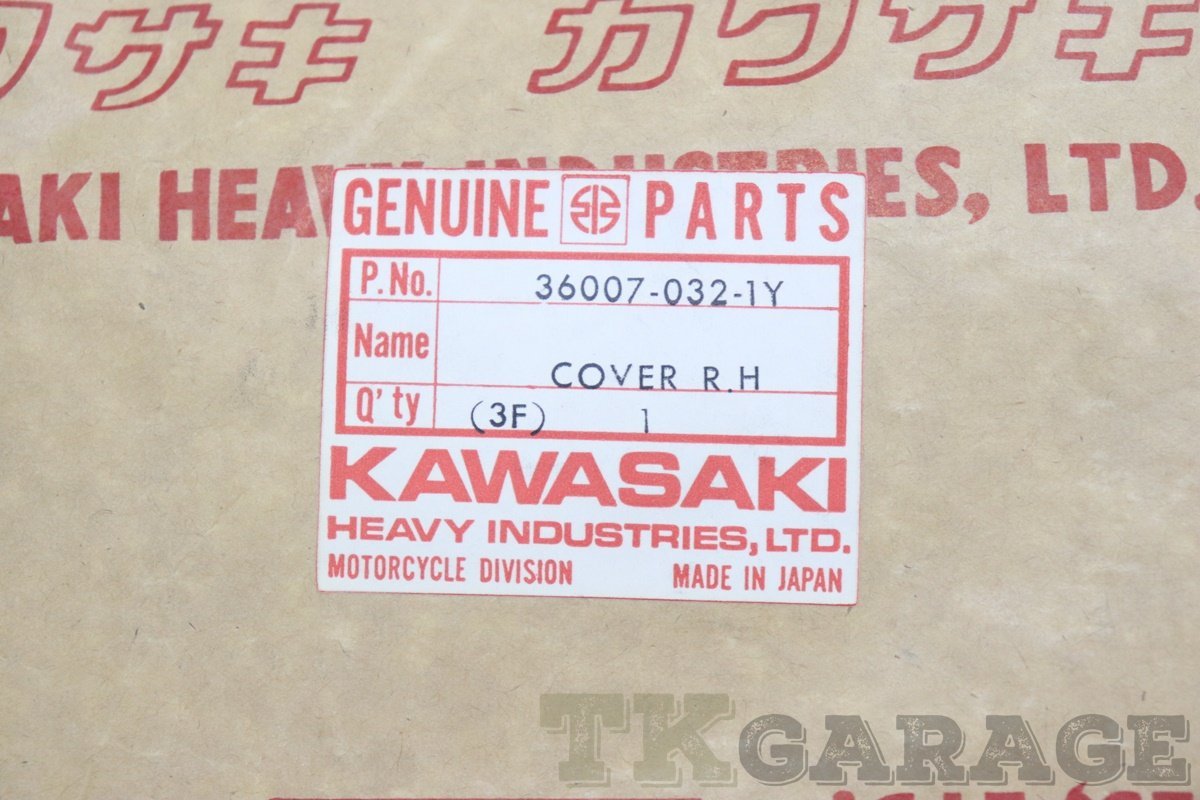 ワサキ カワサキ
AKI HEAVY INDUSTRIES, LTD.
GENUINE PARTS
P. No. 36007-032-1Y
Name COVER R.H
Q'ty (3F) 1
KAWASAKI
HEAVY INDUSTRIES, LTD.
MOTORCYCLE DIVISION MADE IN JAPAN
TKGARAGE